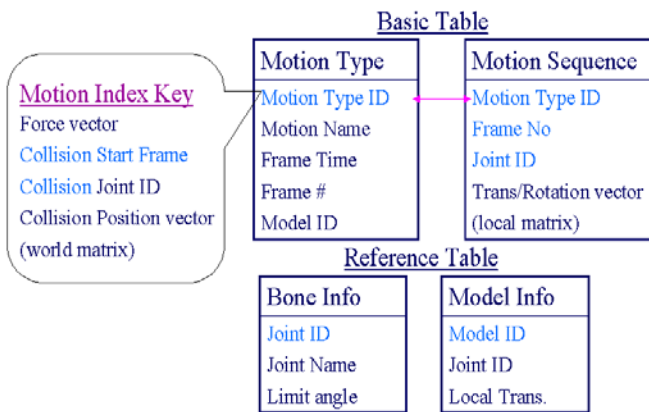 Basic Table
Motion Index Key
Force vector
Collision Start Frame
Collision Joint ID
Collision Position vector
(world matrix)
Motion Type
Motion Type ID
Motion Name
Frame Time
Frame #
Model ID
Motion Sequence
Motion Type ID
Frame No
Joint ID
Trans/Rotation vector
(local matrix)
Reference Table
Bone Info
Joint ID
Joint Name
Limit angle
Model Info
Model ID
Joint ID
Local Trans.